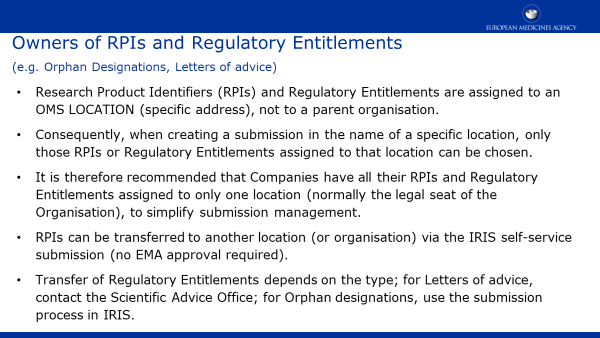 EUROPEAN MEDICINES AGENCY
Owners of RPIs and Regulatory Entitlements
(e.g. Orphan Designations, Letters of advice)
• Research Product Identifiers (RPIs) and Regulatory Entitlements are assigned to an
OMS LOCATION (specific address), not to a parent organisation.
• Consequently, when creating a submission in the name of a specific location, only
those RPIs or Regulatory Entitlements assigned to that location can be chosen.
• It is therefore recommended that Companies have all their RPIs and Regulatory
Entitlements assigned to only one location (normally the legal seat of the
Organisation), to simplify submission management.
• RPIs can be transferred to another location (or organisation) via the IRIS self-service
submission (no EMA approval required).
• Transfer of Regulatory Entitlements depends on the type; for Letters of advice,
contact the Scientific Advice Office; for Orphan designations, use the submission
process in IRIS.